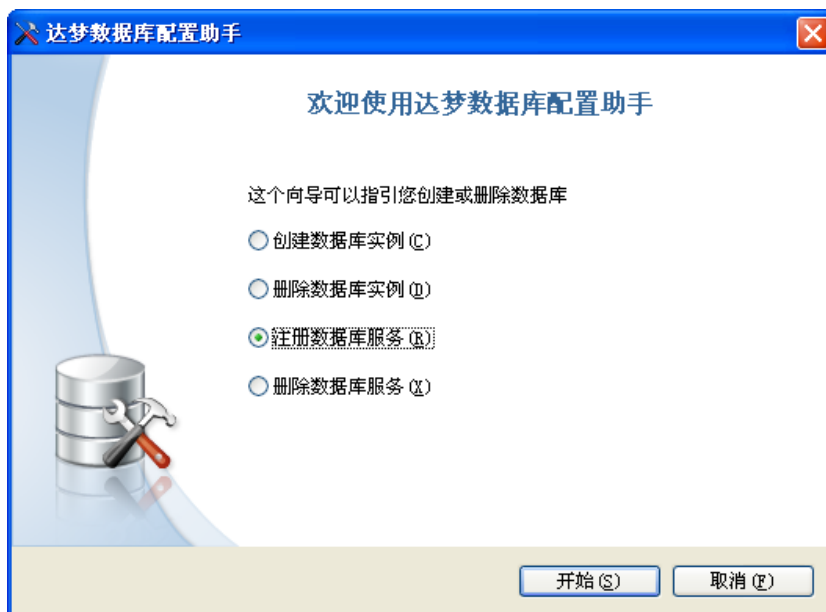 达梦数据库配置助手
欢迎使用达梦数据库配置助手
这个向导可以指引您创建或删除数据库
创建数据库实例(C)
删除数据库实例(D)
注册数据库服务(R)
删除数据库服务(X)
开始(S)
取消(F)